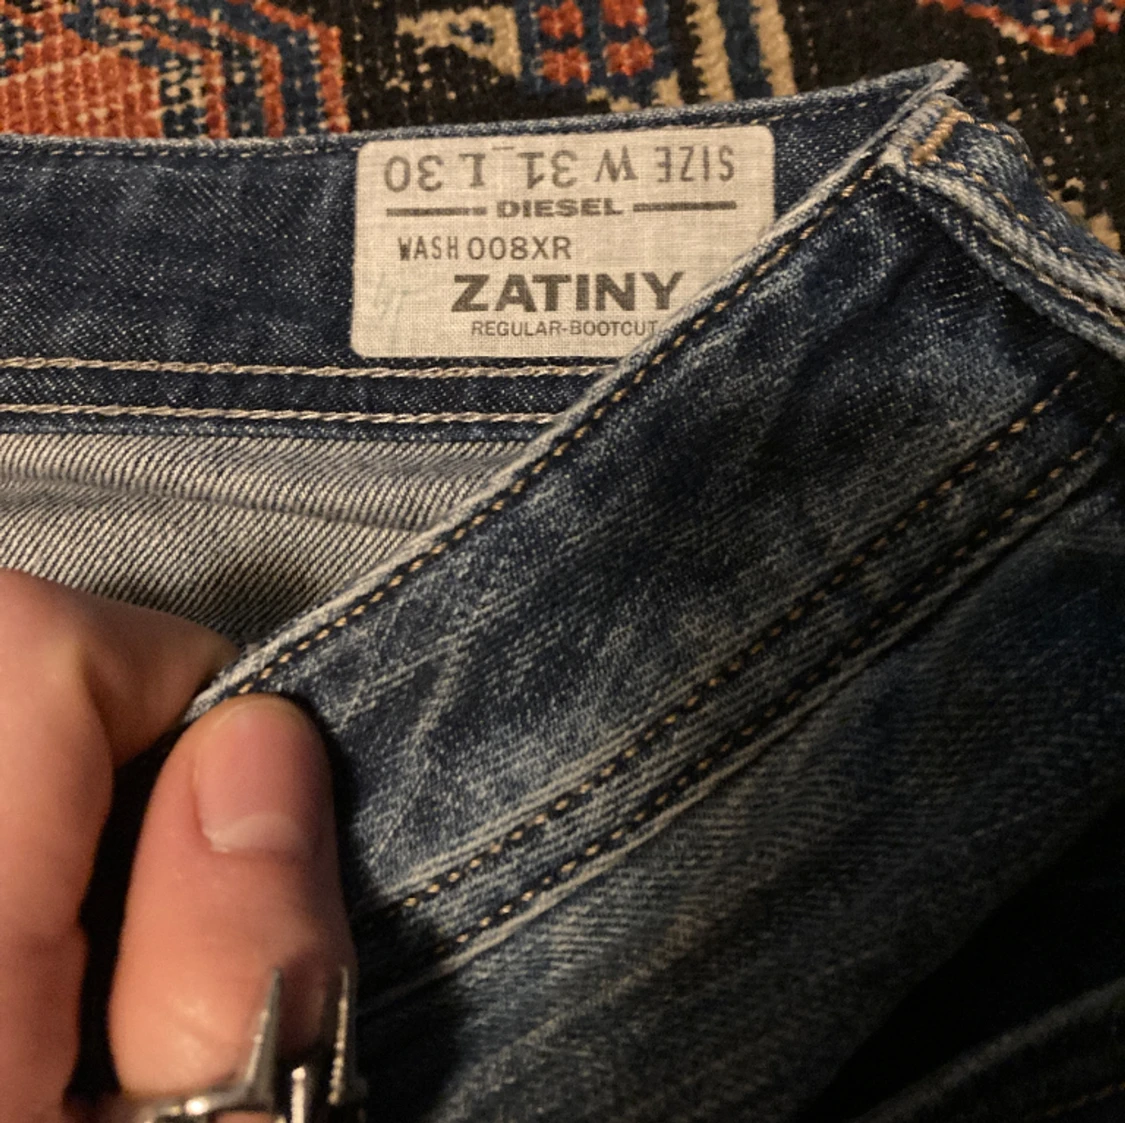 SIZE W 31 L 30
DIESEL
WASH 008XR
ZATINY
REGULAR-BOOTCUT